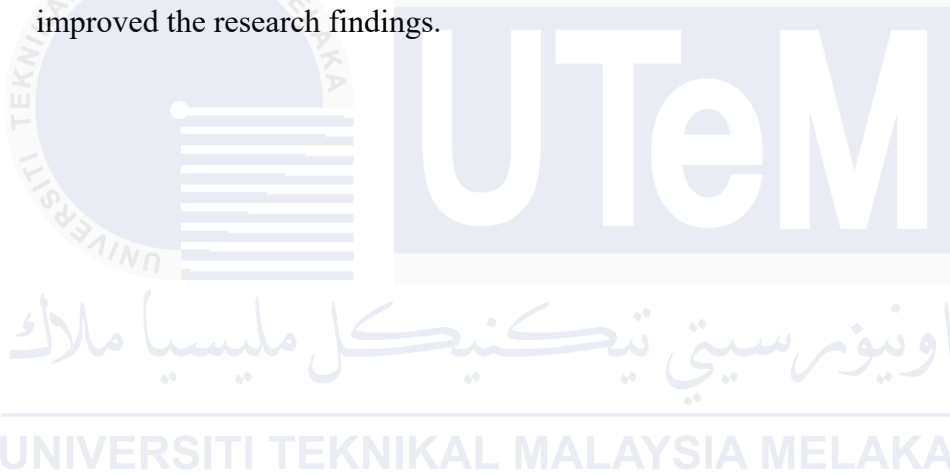 improved the research findings.
UTeM
اونيۏرسيتي تيكنيكل مليسيا ملاك
UNIVERSITI TEKNIKAL MALAYSIA MELAKA